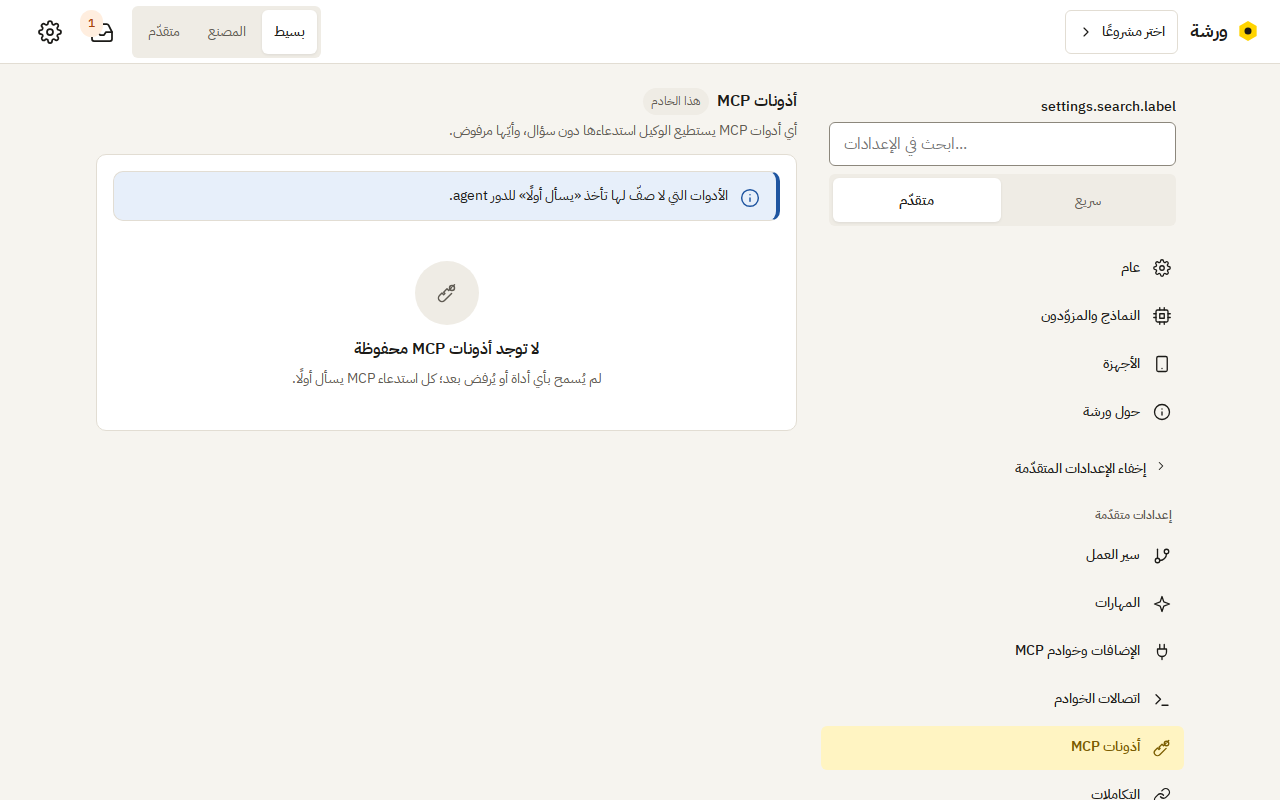 ورشة
اختر مشروعًا
بسيط
المصنع
متقدّم
1
settings.search.label
ابحث في الإعدادات...
سريع
متقدّم
عام
النماذج والمزوّدون
الأجهزة
حول ورشة
إخفاء الإعدادات المتقدّمة
إعدادات متقدّمة
سير العمل
المهارات
الإضافات وخوادم MCP
اتصالات الخوادم
أذونات MCP
التكاملات
أذونات MCP هذا الخادم
أي أدوات MCP يستطيع الوكيل استدعاءها دون سؤال، وأيّها مرفوض.
الأدوات التي لا صفّ لها تأخذ «يسأل أولًا» للدور agent.
لا توجد أذونات MCP محفوظة
لم يُسمح بأي أداة أو يُرفض بعد؛ كل استدعاء MCP يسأل أولًا.